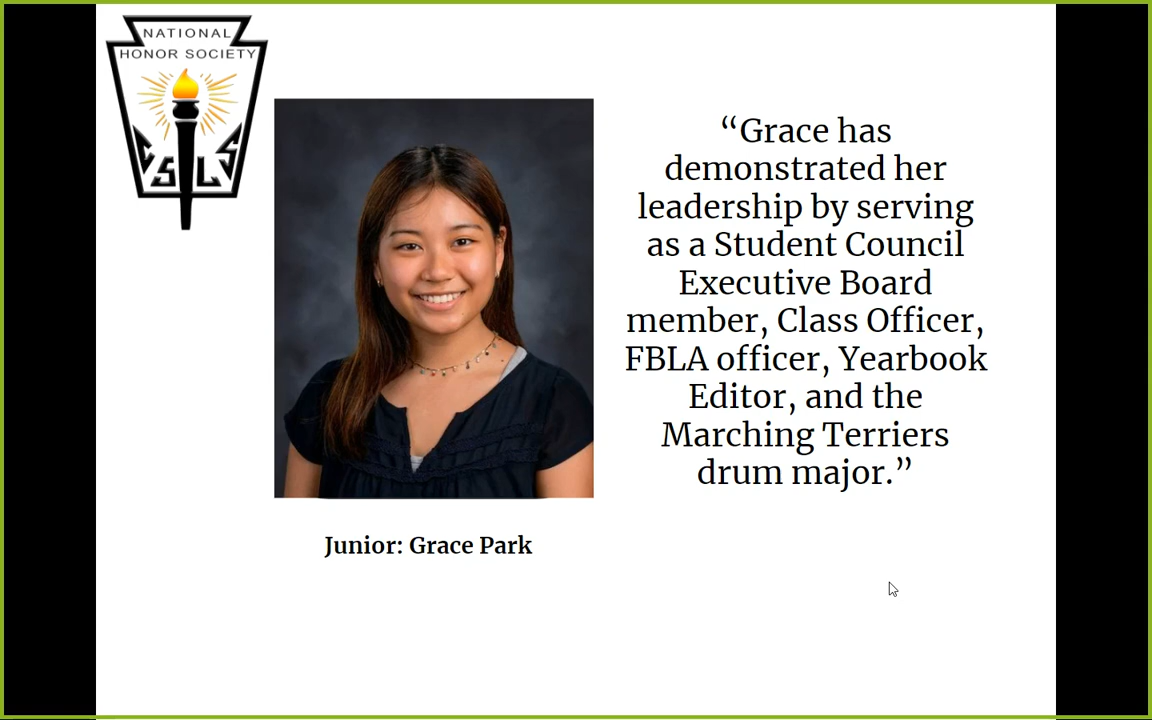 NATIONAL
HONOR SOCIETY
C S L S
“Grace has
demonstrated her
leadership by serving
as a Student Council
Executive Board
member, Class Officer,
FBLA officer, Yearbook
Editor, and the
Marching Terriers
drum major.”
Junior: Grace Park